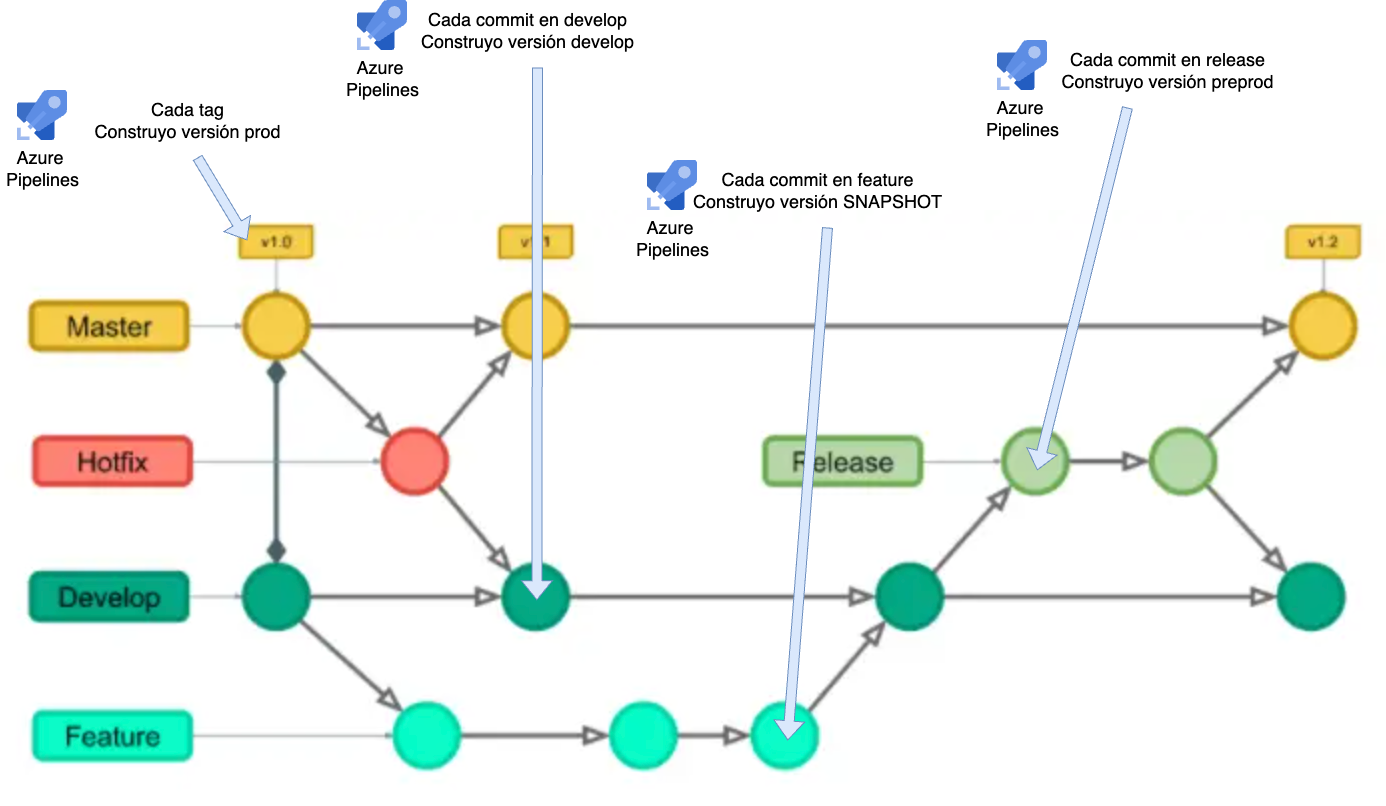 Cada commit en develop
Construyo versión develop
Azure
Pipelines
Cada commit en release
Construyo versión preprod
Azure
Pipelines
Cada tag
Construyo versión prod
Azure
Pipelines
Cada commit en feature
Construyo versión SNAPSHOT
Azure
Pipelines
v1.0
v1.2
Master
Hotfix
Release
Develop
Feature